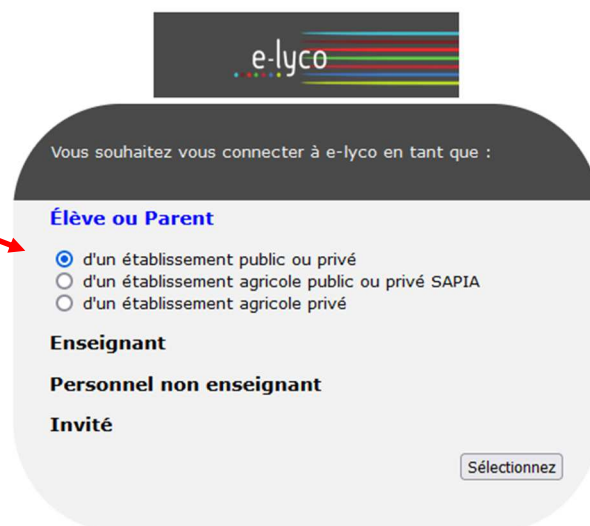 e-lyco
Vous souhaitez vous connecter à e-lyco en tant que :
Élève ou Parent
d'un établissement public ou privé
d'un établissement agricole public ou privé SAPIA
d'un établissement agricole privé
Enseignant
Personnel non enseignant
Invité
Sélectionnez